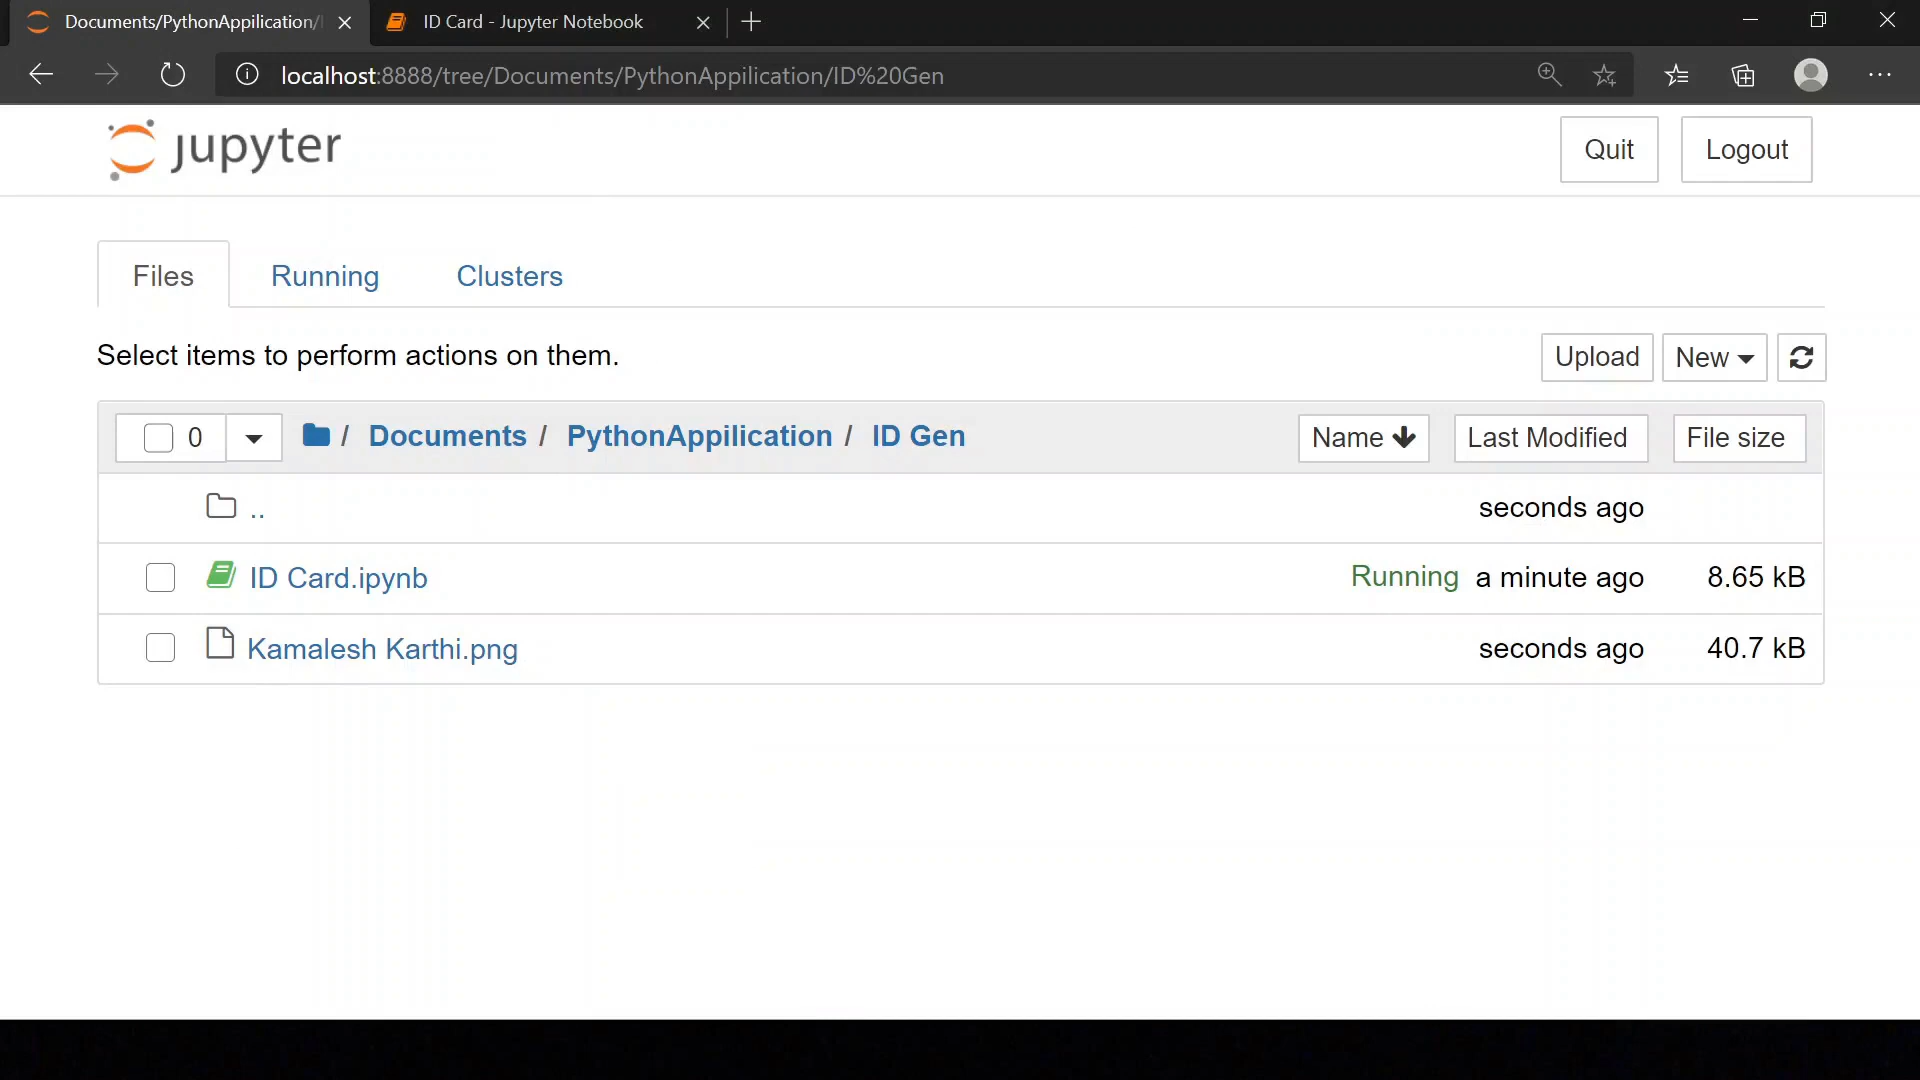 Documents/PythonAppilication/I
ID Card - Jupyter Notebook
localhost:8888/tree/Documents/PythonAppilication/ID%20Gen
jupyter
Quit
Logout
Files
Running
Clusters
Select items to perform actions on them.
Upload
New
0
/ Documents / PythonAppilication / ID Gen
Name
Last Modified
File size
..
seconds ago
ID Card.ipynb
Running
a minute ago
8.65 kB
Kamalesh Karthi.png
seconds ago
40.7 kB